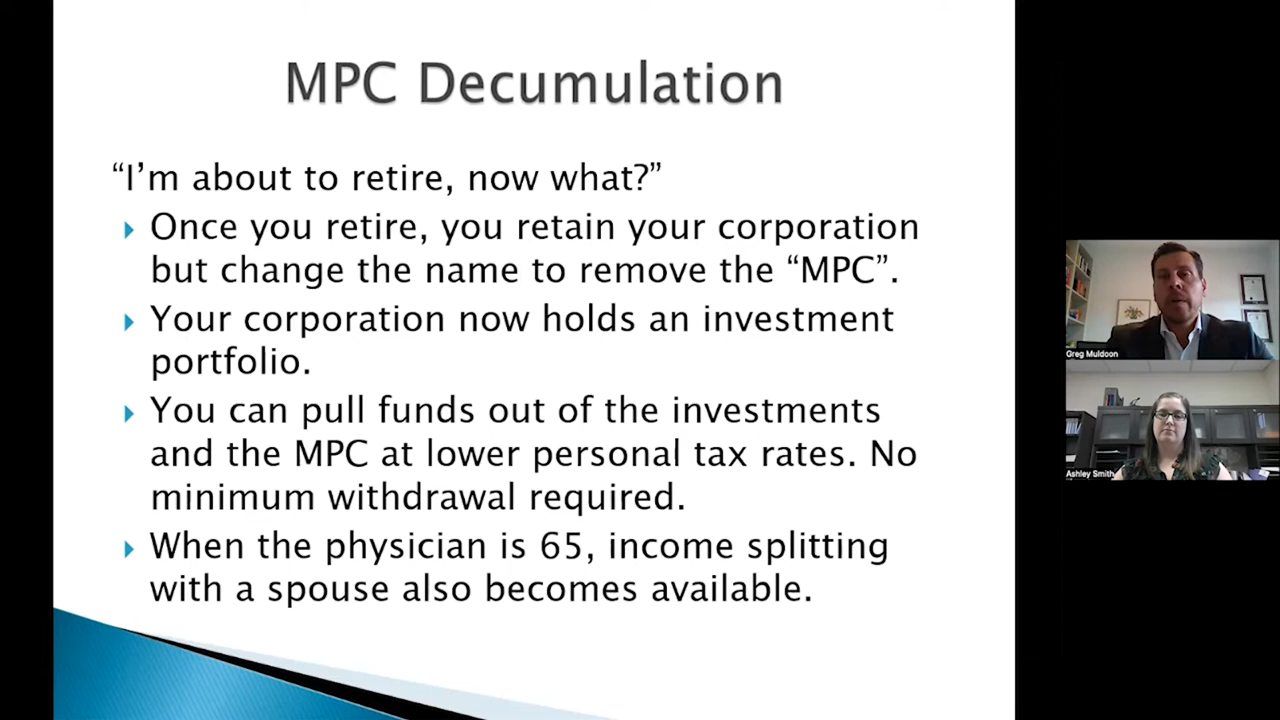 MPC Decumulation
“I’m about to retire, now what?”
Once you retire, you retain your corporation
but change the name to remove the “MPC”.
Your corporation now holds an investment
portfolio.
You can pull funds out of the investments
and the MPC at lower personal tax rates. No
minimum withdrawal required.
When the physician is 65, income splitting
with a spouse also becomes available.
Greg Muldoon
Ashley Smith